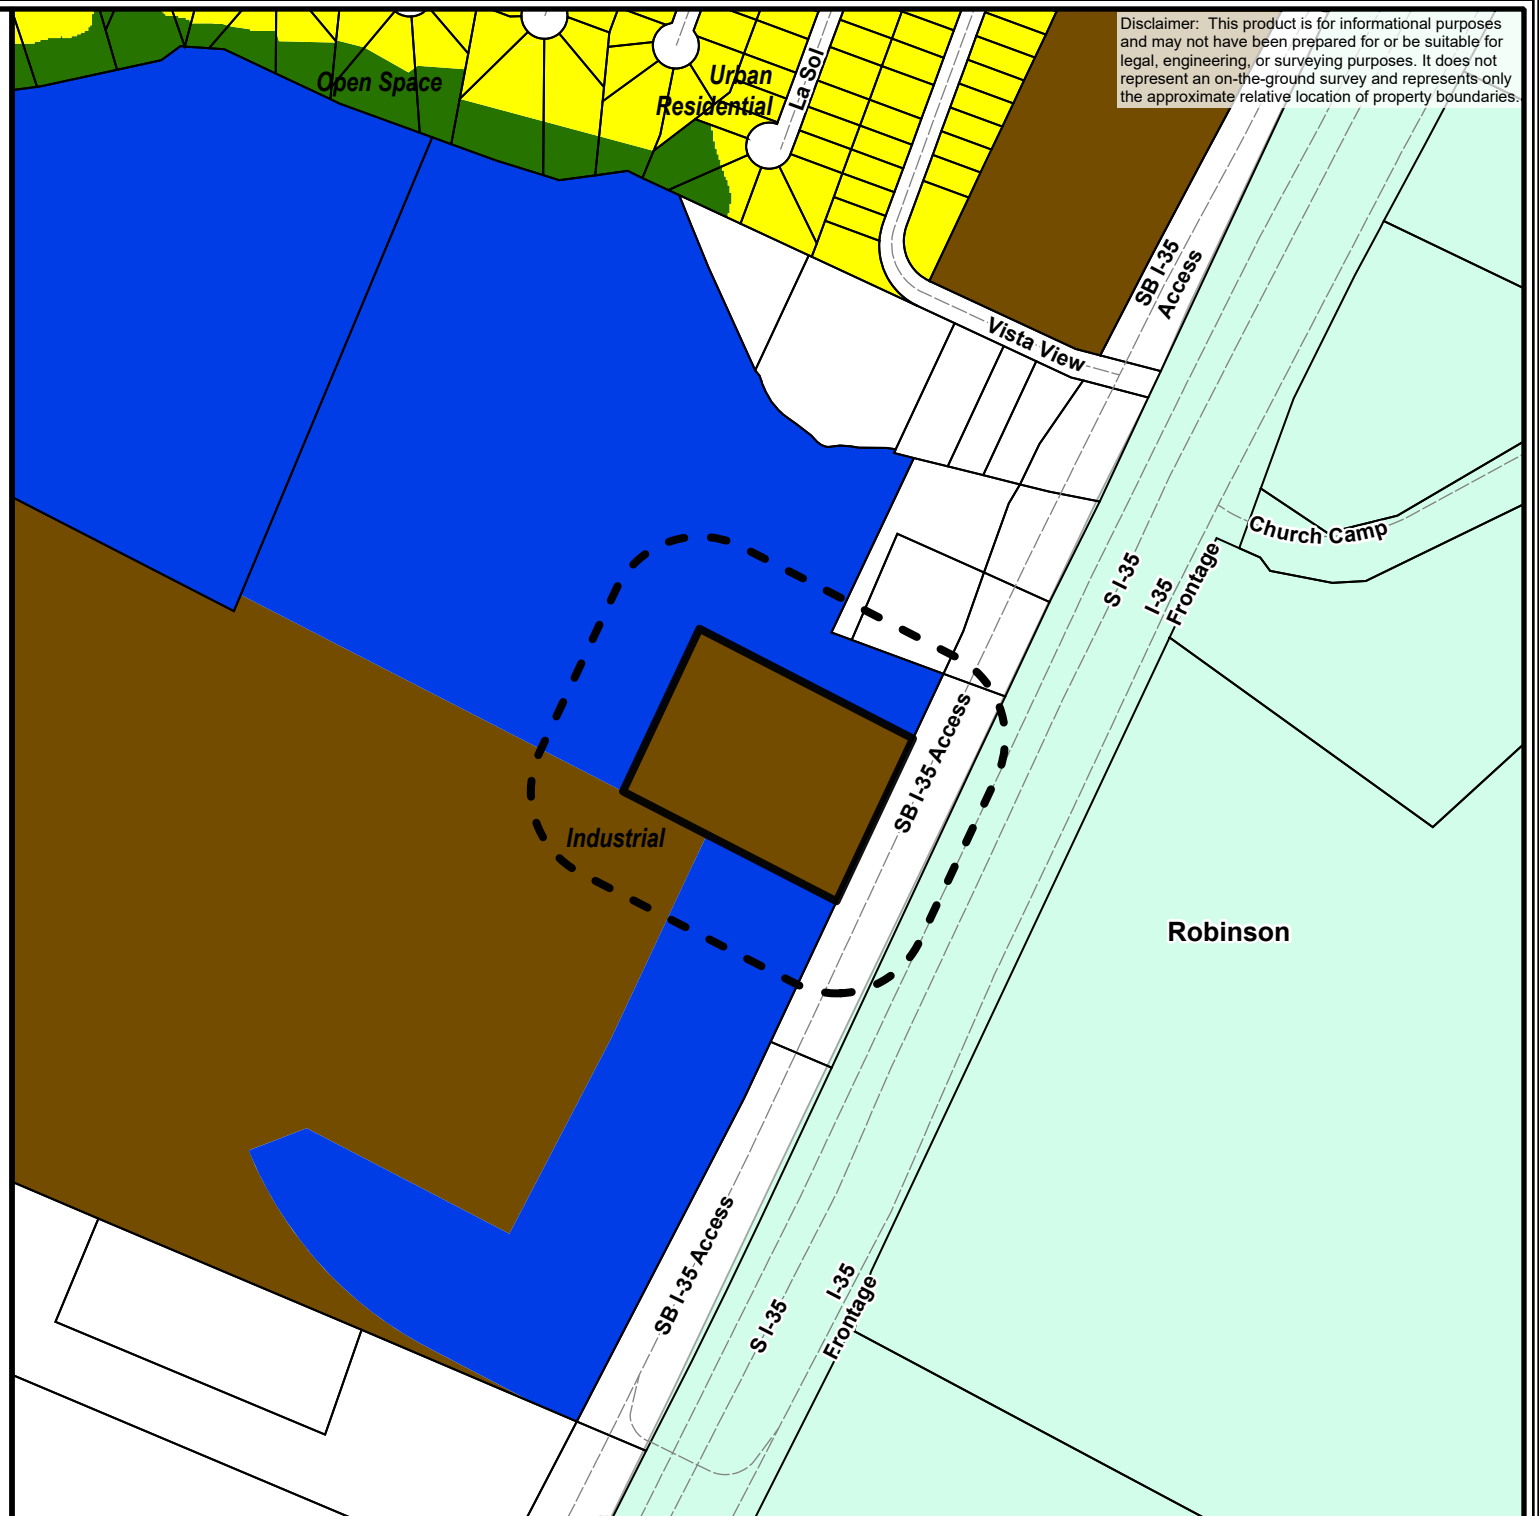 Disclaimer: This product is for informational purposes
and may not have been prepared for or be suitable for
legal, engineering, or surveying purposes. It does not
represent an on-the-ground survey and represents only
the approximate relative location of property boundaries.
Open Space
Urban
Residential
La Sol
SB I-35
Access
Vista View
Church Camp
S I-35
I-35
Frontage
SB I-35 Access
Industrial
Robinson
SB I-35 Access
S I-35
I-35
Frontage